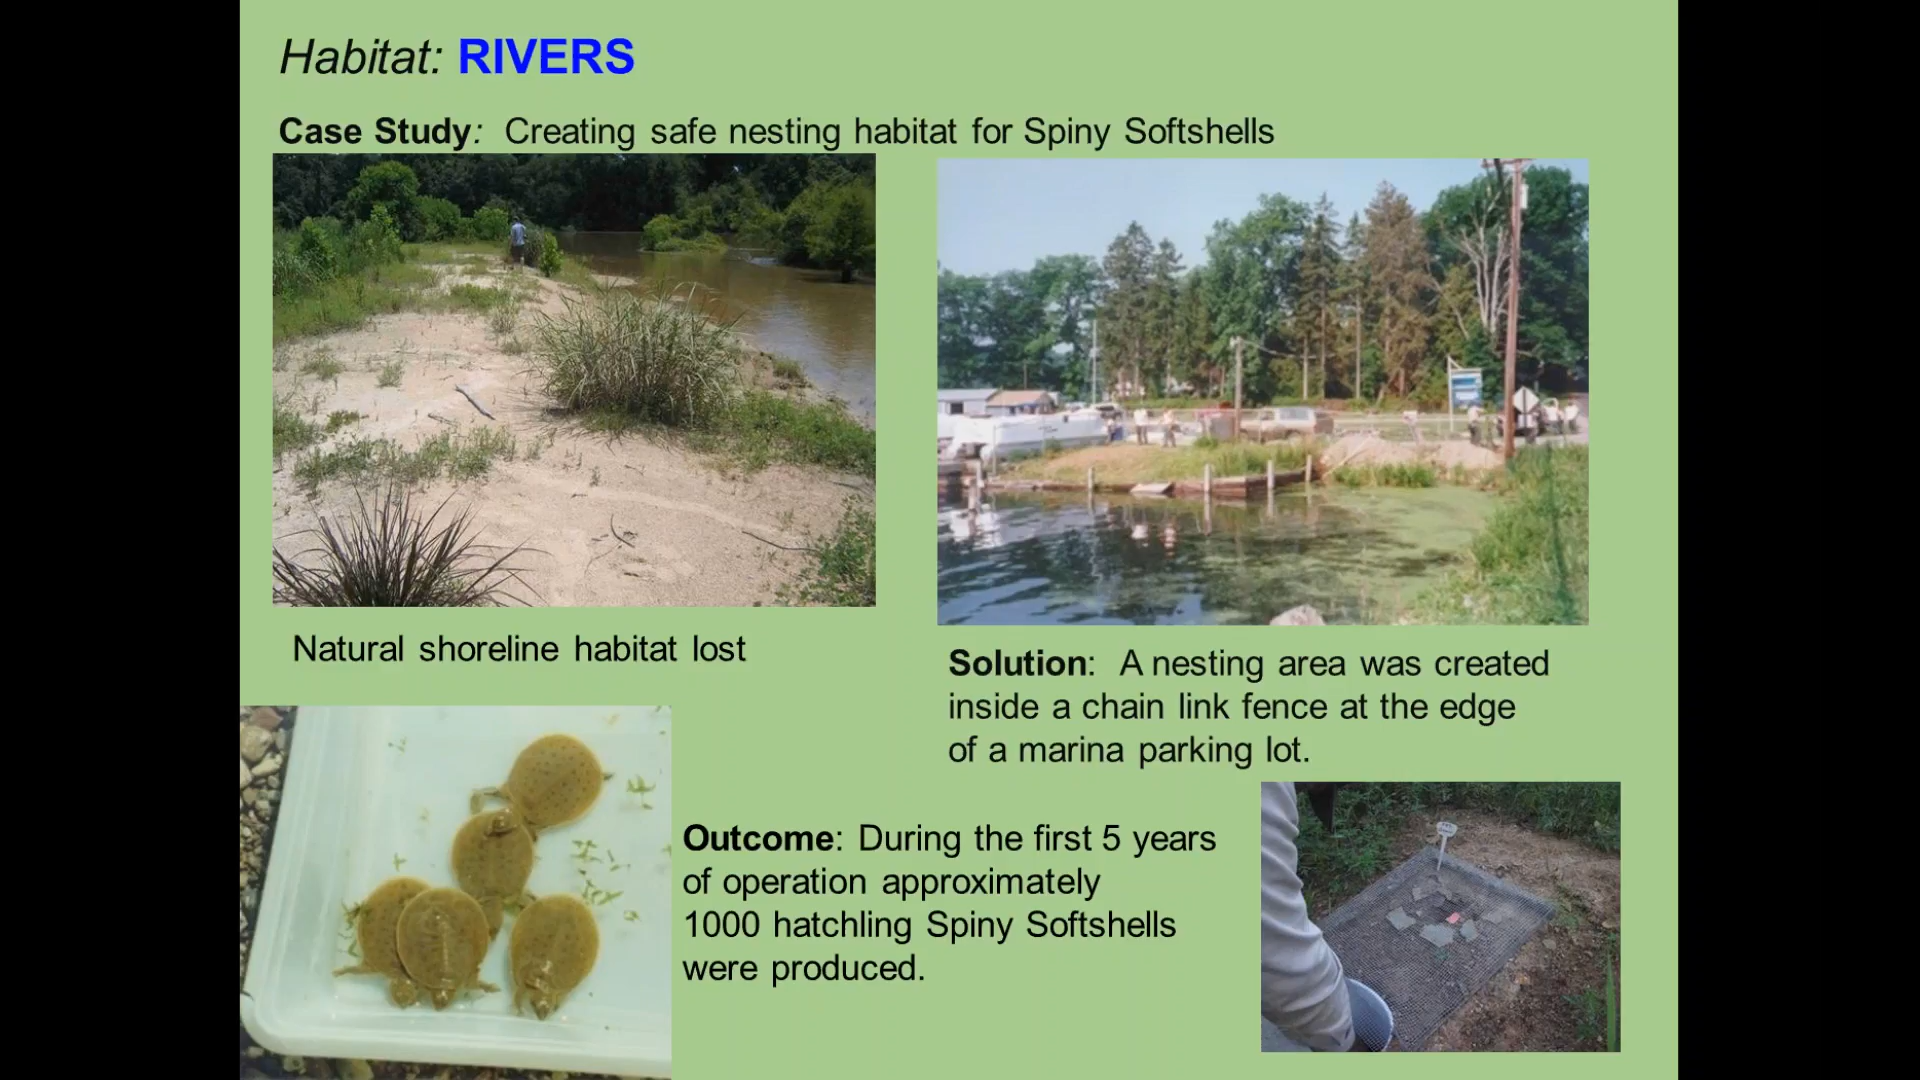 Habitat: RIVERS
Case Study: Creating safe nesting habitat for Spiny Softshells
Natural shoreline habitat lost
Solution: A nesting area was created
inside a chain link fence at the edge
of a marina parking lot.
Outcome: During the first 5 years
of operation approximately
1000 hatchling Spiny Softshells
were produced.